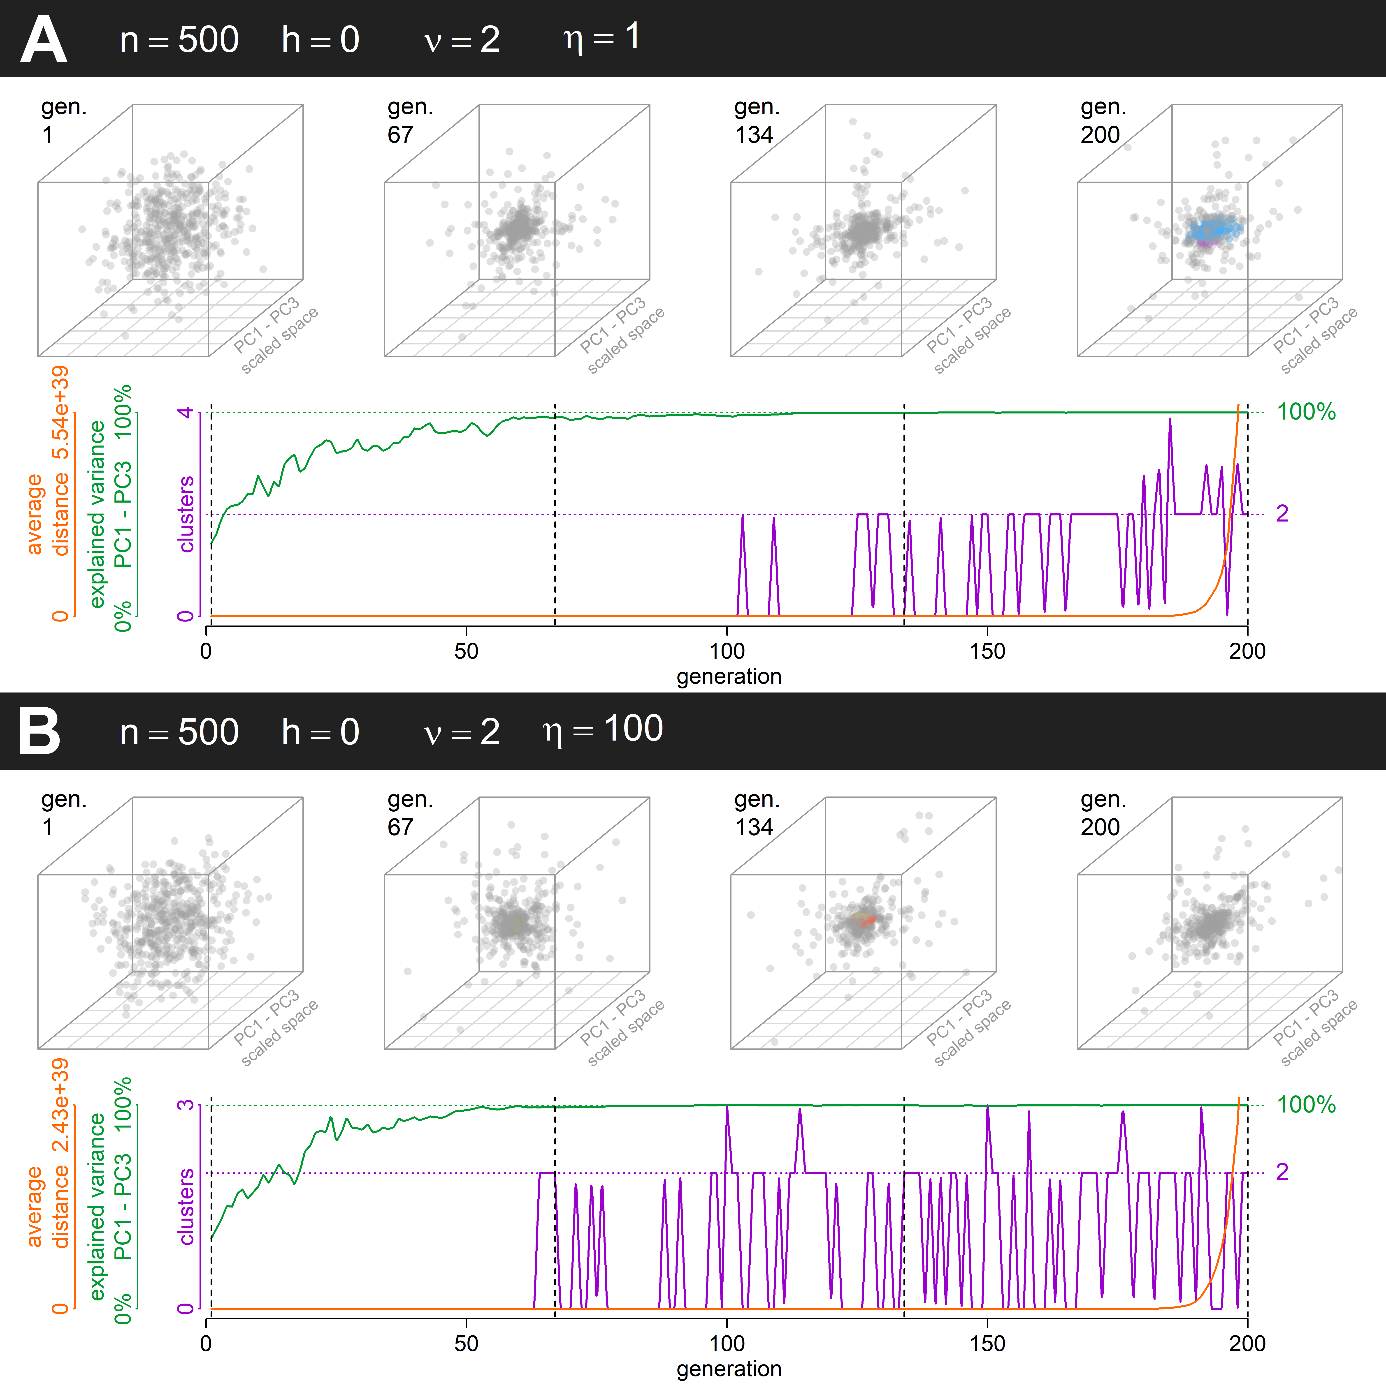 A n = 500 h = 0 ν = 2 η = 1
gen. 1
gen. 67
gen. 134
gen. 200
PC1 - PC3 scaled space
PC1 - PC3 scaled space
PC1 - PC3 scaled space
PC1 - PC3 scaled space
average distance 0 5.54e+39
explained variance PC1 - PC3 0% 100%
clusters 0 4
100%
2
0 50 100 150 200
generation
B n = 500 h = 0 ν = 2 η = 100
gen. 1
gen. 67
gen. 134
gen. 200
PC1 - PC3 scaled space
PC1 - PC3 scaled space
PC1 - PC3 scaled space
PC1 - PC3 scaled space
average distance 0 2.43e+39
explained variance PC1 - PC3 0% 100%
clusters 0 3
100%
2
0 50 100 150 200
generation